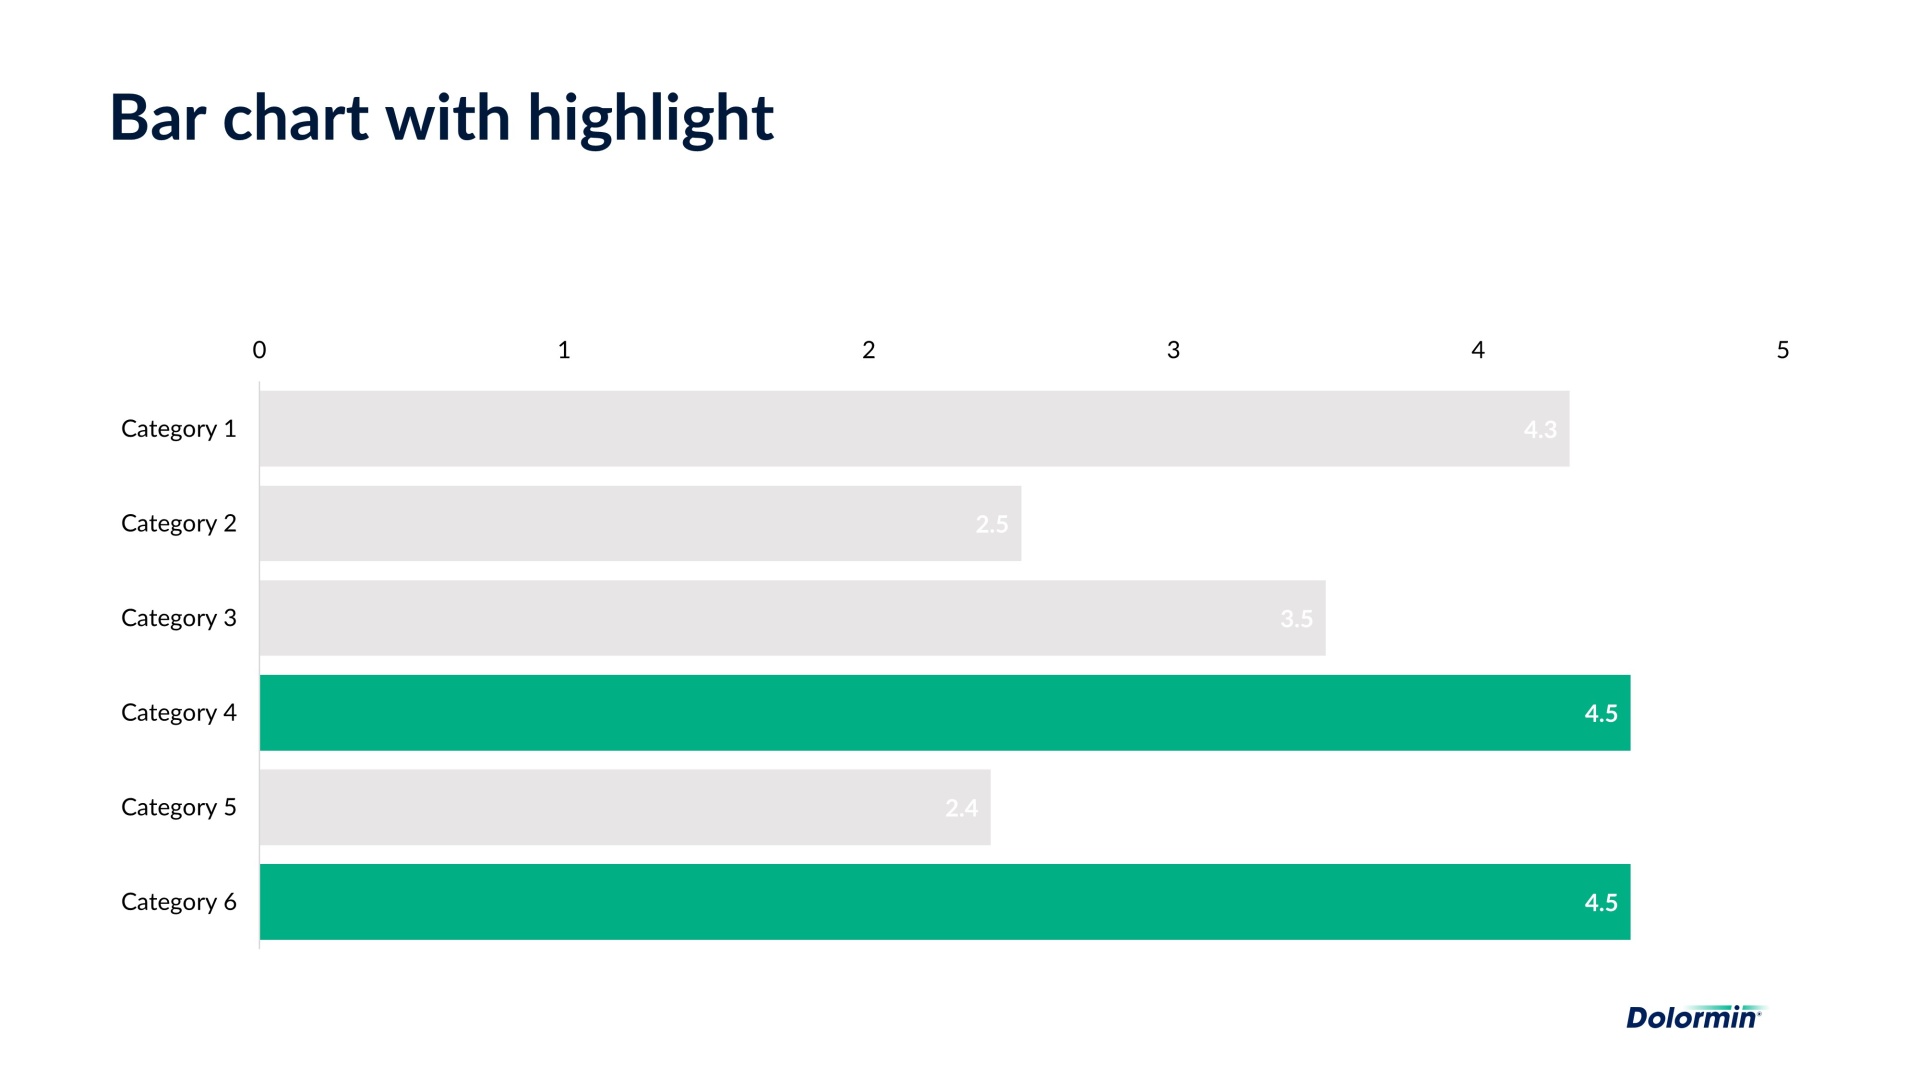 Bar chart with highlight
0 1 2 3 4 5
Category 1 4.3
Category 2 2.5
Category 3 3.5
Category 4 4.5
Category 5 2.4
Category 6 4.5
Dolormin